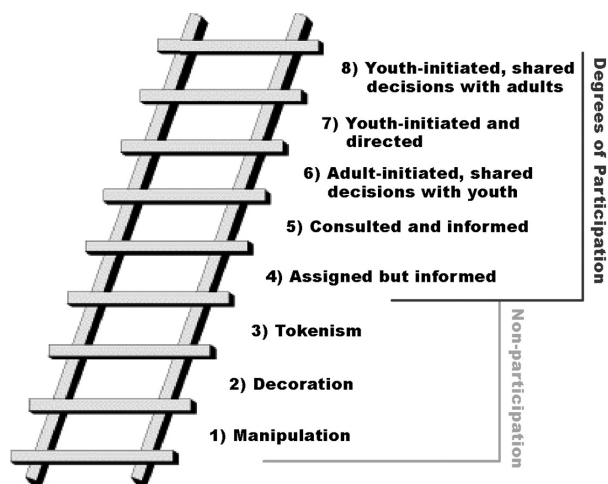 8) Youth-initiated, shared
decisions with adults
7) Youth-initiated and
directed
6) Adult-initiated, shared
decisions with youth
5) Consulted and informed
4) Assigned but informed
3) Tokenism
2) Decoration
1) Manipulation
Degrees of Participation
Non-participation